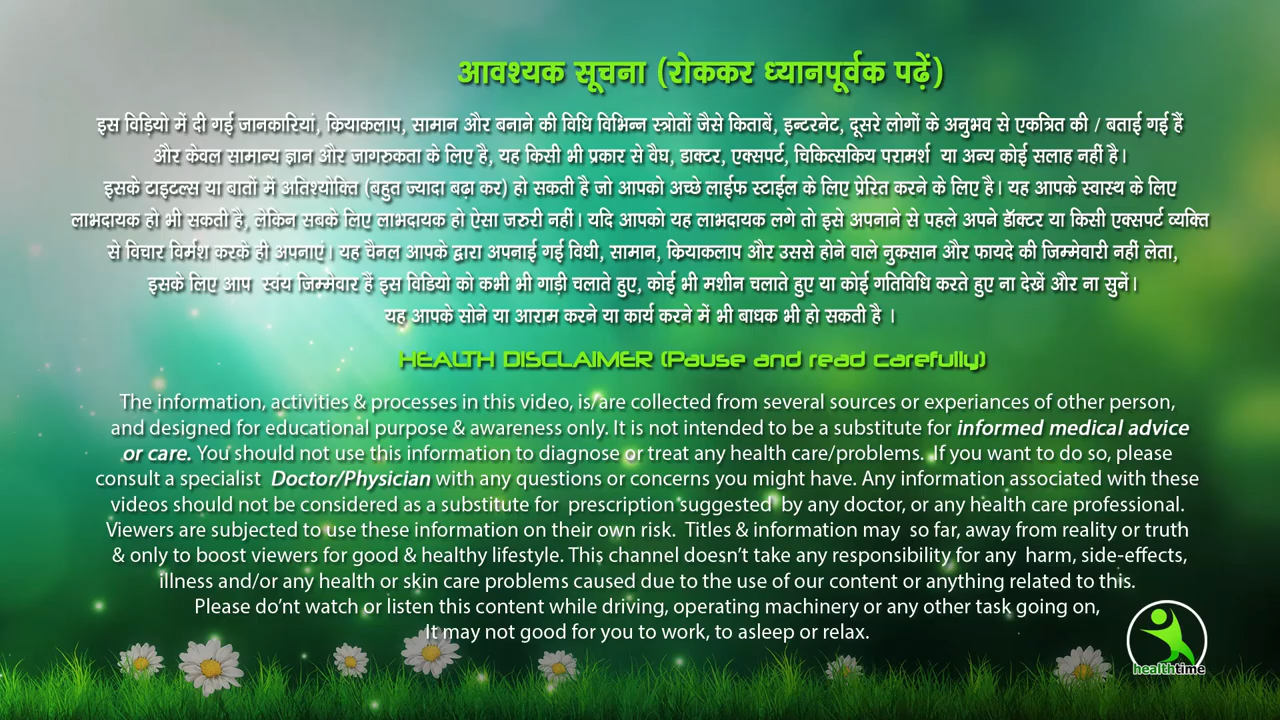 आवश्यक सूचना (रोककर ध्यानपूर्वक पढ़ें)
इस विड़ियो में दी गई जानकारियां, कियाकलाप, सामान और बनाने की विधि विभिन्न स्त्रोतों जैसे किताबें, इन्टरनेट, दूसरे लोगों के अनुभव से एकत्रित की / बताई गई हैं
और केवल सामान्य ज्ञान और जागरुकता के लिए है, यह किसी भी प्रकार से वैघ, डाक्टर, एक्सपर्ट, चिकित्सकिय परामर्श या अन्य कोई सलाह नहीं है।
इसके टाइटल्स या बातों में अतिश्योक्ति (बहुत ज्यादा बढ़ा कर) हो सकती है जो आपको अच्छे लाईफ स्टाईल के लिए प्रेरित करने के लिए है। यह आपके स्वास्थ के लिए
लाभदायक हो भी सकती है, लेकिन सबके लिए लाभदायक हो ऐसा जरुरी नहीं। यदि आपको यह लाभदायक लगे तो इसे अपनाने से पहले अपने डॉक्टर या किसी एक्सपर्ट व्यक्ति
से विचार विर्मश करके ही अपनाएं। यह चैनल आपके द्वारा अपनाई गई विधी, सामान, कियाकलाप और उससे होने वाले नुकसान और फायदे की जिम्मेवारी नहीं लेता,
इसके लिए आप स्वंय जिम्मेवार हैं इस विडियो को कभी भी गाड़ी चलाते हुए, कोई भी मशीन चलाते हुए या कोई गतिविधि करते हुए ना देखें और ना सुनें।
यह आपके सोने या आराम करने या कार्य करने में भी बाधक भी हो सकती है ।
HEALTH DISCLAIMER (Pause and read carefully)
The information, activities & processes in this video, is/are collected from several sources or experiances of other person,
and designed for educational purpose & awareness only. It is not intended to be a substitute for informed medical advice
or care. You should not use this information to diagnose or treat any health care/problems. If you want to do so, please
consult a specialist Doctor/Physician with any questions or concerns you might have. Any information associated with these
videos should not be considered as a substitute for prescription suggested by any doctor, or any health care professional.
Viewers are subjected to use these information on their own risk. Titles & information may so far, away from reality or truth
& only to boost viewers for good & healthy lifestyle. This channel doesn't take any responsibility for any harm, side-effects,
illness and/or any health or skin care problems caused due to the use of our content or anything related to this.
Please do'nt watch or listen this content while driving, operating machinery or any other task going on,
It may not good for you to work, to asleep or relax.
healthtime